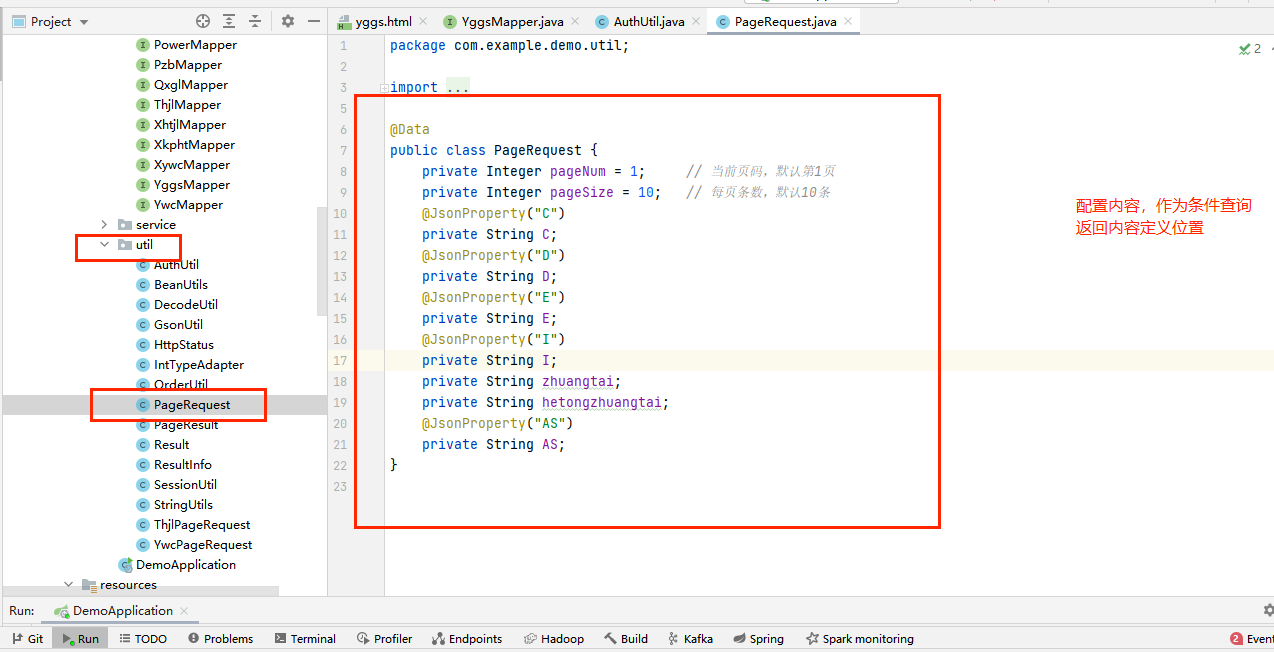 Project
yggs.html
YggsMapper.java
AuthUtil.java
PageRequest.java
PowerMapper
PzbMapper
QxglMapper
ThjlMapper
XhtjlMapper
XkphtMapper
XywcMapper
YggsMapper
YwcMapper
service
util
AuthUtil
BeanUtils
DecodeUtil
GsonUtil
HttpStatus
IntTypeAdapter
OrderUtil
PageRequest
PageResult
Result
ResultInfo
SessionUtil
StringUtils
ThjlPageRequest
YwcPageRequest
DemoApplication
resources
1 package com.example.demo.util;
2
3 import ...
5
6 @Data
7 public class PageRequest {
8 private Integer pageNum = 1; // 当前页码，默认第1页
9 private Integer pageSize = 10; // 每页条数，默认10条
10 @JsonProperty("C")
11 private String C;
12 @JsonProperty("D")
13 private String D;
14 @JsonProperty("E")
15 private String E;
16 @JsonProperty("I")
17 private String I;
18 private String zhuangtai;
19 private String hetongzhuangtai;
20 @JsonProperty("AS")
21 private String AS;
22 }
23
2
配置内容，作为条件查询
返回内容定义位置
Run: DemoApplication
Git Run TODO Problems Terminal Profiler Endpoints Hadoop Build Kafka Spring Spark monitoring 2 Event